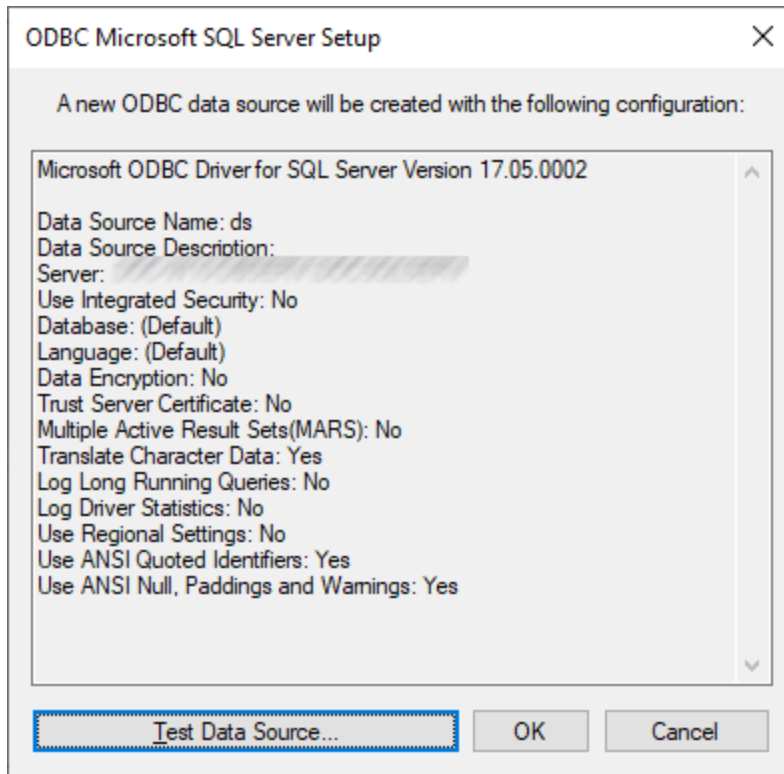 ODBC Microsoft SQL Server Setup
A new ODBC data source will be created with the following configuration:
Microsoft ODBC Driver for SQL Server Version 17.05.0002
Data Source Name: ds
Data Source Description:
Server:
Use Integrated Security: No
Database: (Default)
Language: (Default)
Data Encryption: No
Trust Server Certificate: No
Multiple Active Result Sets(MARS): No
Translate Character Data: Yes
Log Long Running Queries: No
Log Driver Statistics: No
Use Regional Settings: No
Use ANSI Quoted Identifiers: Yes
Use ANSI Null, Paddings and Warnings: Yes
Test Data Source... OK Cancel